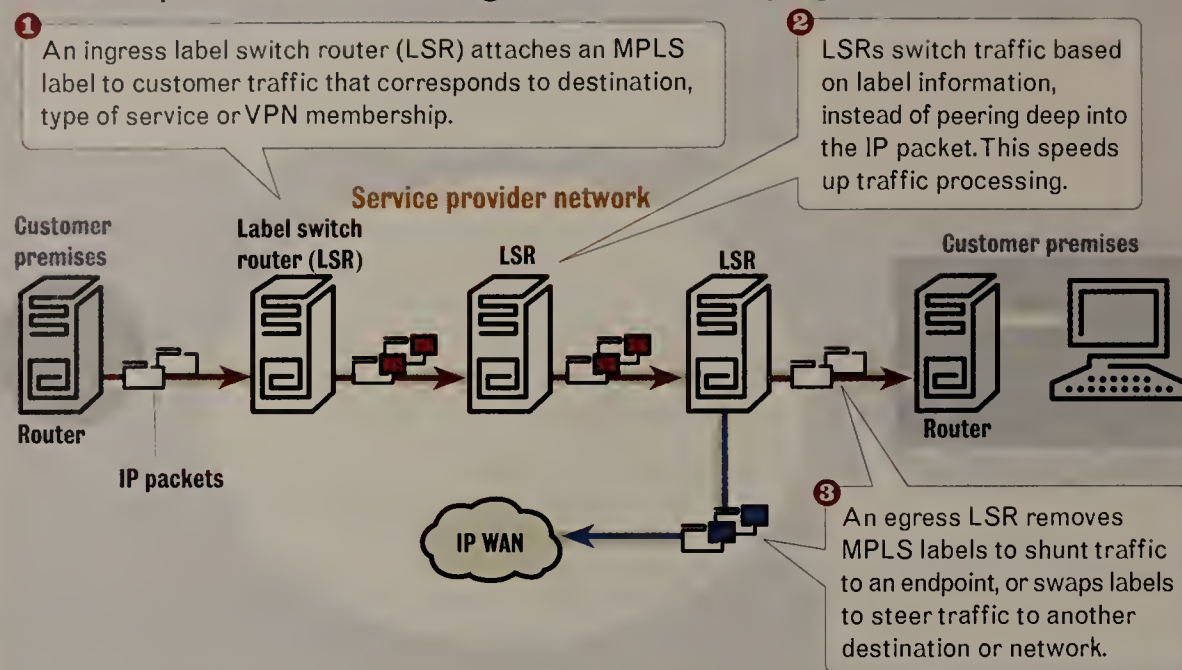 1
An ingress label switch router (LSR) attaches an MPLS
label to customer traffic that corresponds to destination,
type of service or VPN membership.
2
LSRs switch traffic based
on label information,
instead of peering deep into
the IP packet. This speeds
up traffic processing.
Service provider network
Customer
premises
Label switch
router (LSR)
LSR
LSR
Customer premises
Router
Router
IP packets
IP WAN
3
An egress LSR removes
MPLS labels to shunt traffic
to an endpoint, or swaps labels
to steer traffic to another
destination or network.